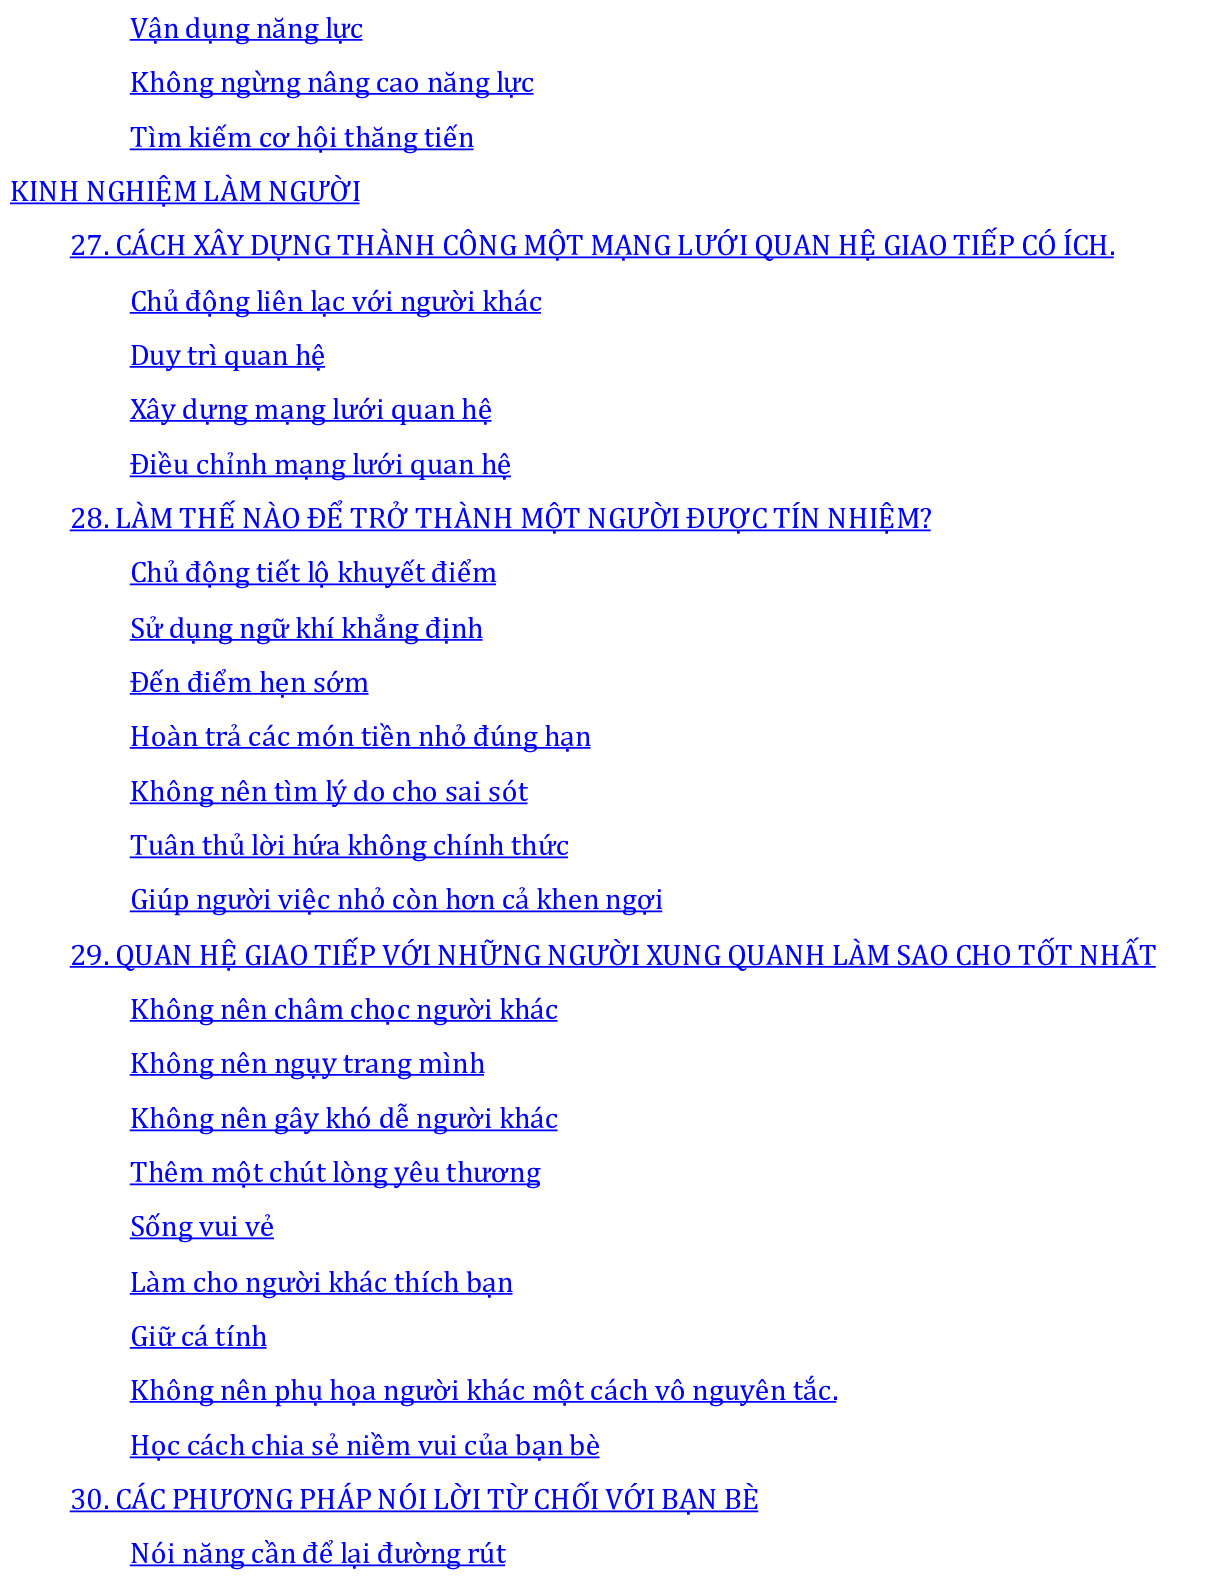 Vận dụng năng lực
Không ngừng nâng cao năng lực
Tìm kiếm cơ hội thăng tiến
KINH NGHIỆM LÀM NGƯỜI
27. CÁCH XÂY DỰNG THÀNH CÔNG MỘT MẠNG LƯỚI QUAN HỆ GIAO TIẾP CÓ ÍCH.
Chủ động liên lạc với người khác
Duy trì quan hệ
Xây dựng mạng lưới quan hệ
Điều chỉnh mạng lưới quan hệ
28. LÀM THẾ NÀO ĐỂ TRỞ THÀNH MỘT NGƯỜI ĐƯỢC TÍN NHIỆM?
Chủ động tiết lộ khuyết điểm
Sử dụng ngữ khí khẳng định
Đến điểm hẹn sớm
Hoàn trả các món tiền nhỏ đúng hạn
Không nên tìm lý do cho sai sót
Tuân thủ lời hứa không chính thức
Giúp người việc nhỏ còn hơn cả khen ngợi
29. QUAN HỆ GIAO TIẾP VỚI NHỮNG NGƯỜI XUNG QUANH LÀM SAO CHO TỐT NHẤT
Không nên châm chọc người khác
Không nên ngụy trang mình
Không nên gây khó dễ người khác
Thêm một chút lòng yêu thương
Sống vui vẻ
Làm cho người khác thích bạn
Giữ cá tính
Không nên phụ họa người khác một cách vô nguyên tắc.
Học cách chia sẻ niềm vui của bạn bè
30. CÁC PHƯƠNG PHÁP NÓI LỜI TỪ CHỐI VỚI BẠN BÈ
Nói năng cần để lại đường rút